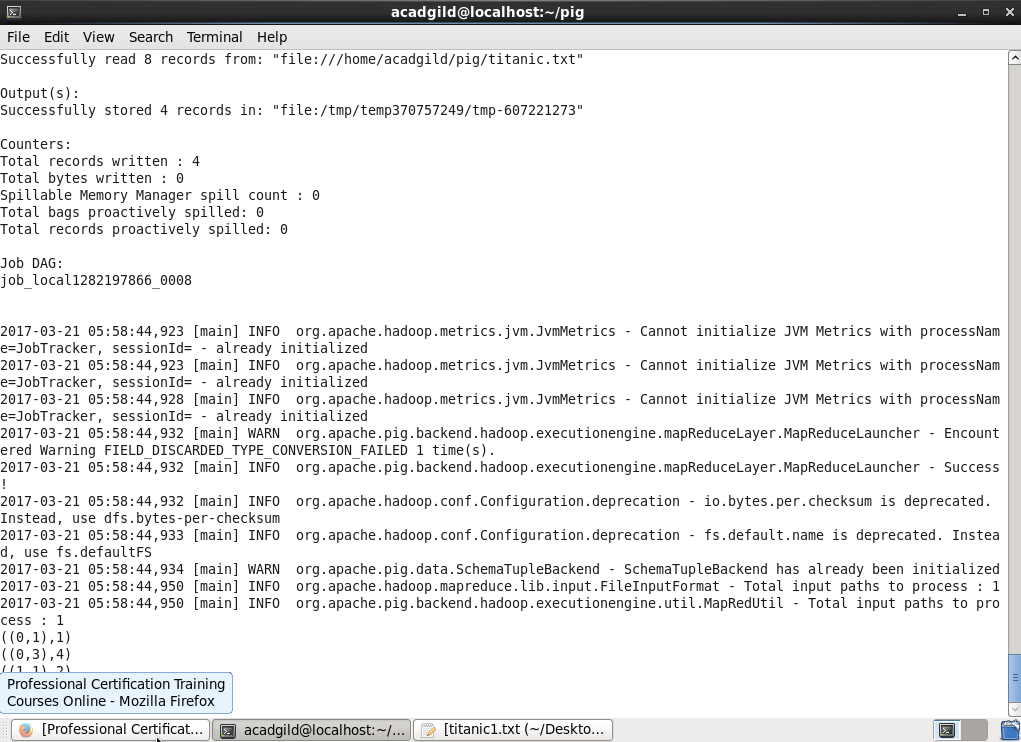 acadgild@localhost:~/pig
File Edit View Search Terminal Help
Successfully read 8 records from: "file:///home/acadgild/pig/titanic.txt"
Output(s):
Successfully stored 4 records in: "file:/tmp/temp370757249/tmp-607221273"
Counters:
Total records written : 4
Total bytes written : 0
Spillable Memory Manager spill count : 0
Total bags proactively spilled: 0
Total records proactively spilled: 0
Job DAG:
job_local1282197866_0008
2017-03-21 05:58:44,923 [main] INFO  org.apache.hadoop.metrics.jvm.JvmMetrics - Cannot initialize JVM Metrics with processNam
e=JobTracker, sessionId= - already initialized
2017-03-21 05:58:44,923 [main] INFO  org.apache.hadoop.metrics.jvm.JvmMetrics - Cannot initialize JVM Metrics with processNam
e=JobTracker, sessionId= - already initialized
2017-03-21 05:58:44,928 [main] INFO  org.apache.hadoop.metrics.jvm.JvmMetrics - Cannot initialize JVM Metrics with processNam
e=JobTracker, sessionId= - already initialized
2017-03-21 05:58:44,932 [main] WARN  org.apache.pig.backend.hadoop.executionengine.mapReduceLayer.MapReduceLauncher - Encount
ered Warning FIELD_DISCARDED_TYPE_CONVERSION_FAILED 1 time(s).
2017-03-21 05:58:44,932 [main] INFO  org.apache.pig.backend.hadoop.executionengine.mapReduceLayer.MapReduceLauncher - Success
!
2017-03-21 05:58:44,932 [main] INFO  org.apache.hadoop.conf.Configuration.deprecation - io.bytes.per.checksum is deprecated.
Instead, use dfs.bytes-per-checksum
2017-03-21 05:58:44,933 [main] INFO  org.apache.hadoop.conf.Configuration.deprecation - fs.default.name is deprecated. Instea
d, use fs.defaultFS
2017-03-21 05:58:44,934 [main] WARN  org.apache.pig.data.SchemaTupleBackend - SchemaTupleBackend has already been initialized
2017-03-21 05:58:44,950 [main] INFO  org.apache.hadoop.mapreduce.lib.input.FileInputFormat - Total input paths to process : 1
2017-03-21 05:58:44,950 [main] INFO  org.apache.pig.backend.hadoop.executionengine.util.MapRedUtil - Total input paths to pro
cess : 1
((0,1),1)
((0,3),4)
((1,1),2)
Professional Certification Training
Courses Online - Mozilla Firefox
[Professional Certificat...
acadgild@localhost:~/...
[titanic1.txt (~/Deskto...